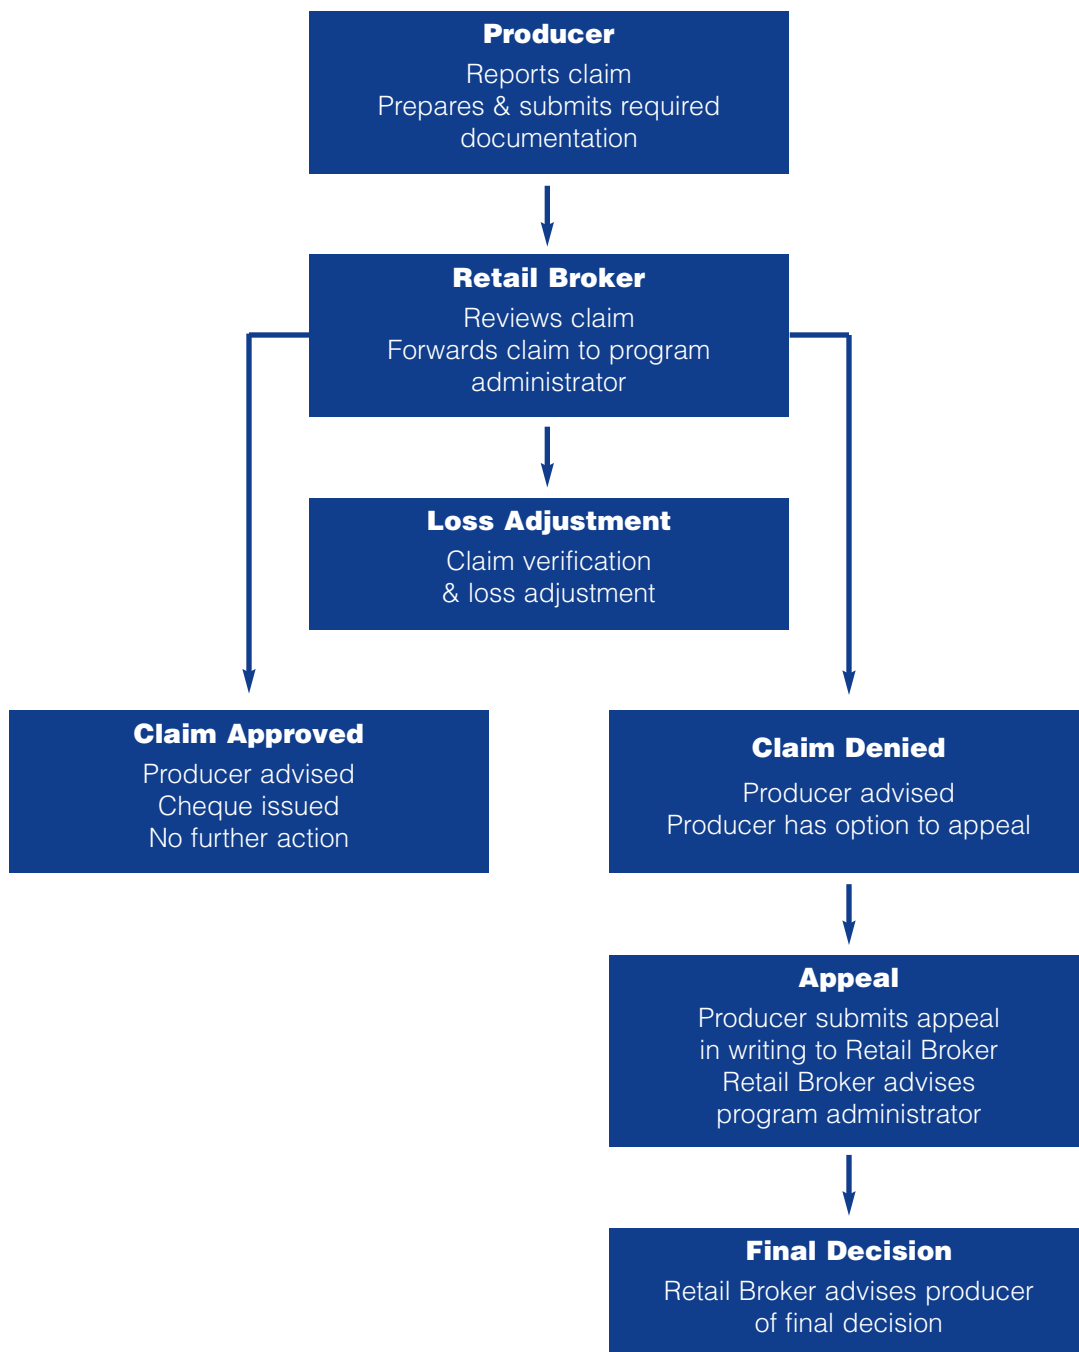 Producer
Reports claim
Prepares & submits required
documentation
Retail Broker
Reviews claim
Forwards claim to program
administrator
Loss Adjustment
Claim verification
& loss adjustment
Claim Approved
Producer advised
Cheque issued
No further action
Claim Denied
Producer advised
Producer has option to appeal
Appeal
Producer submits appeal
in writing to Retail Broker
Retail Broker advises
program administrator
Final Decision
Retail Broker advises producer
of final decision